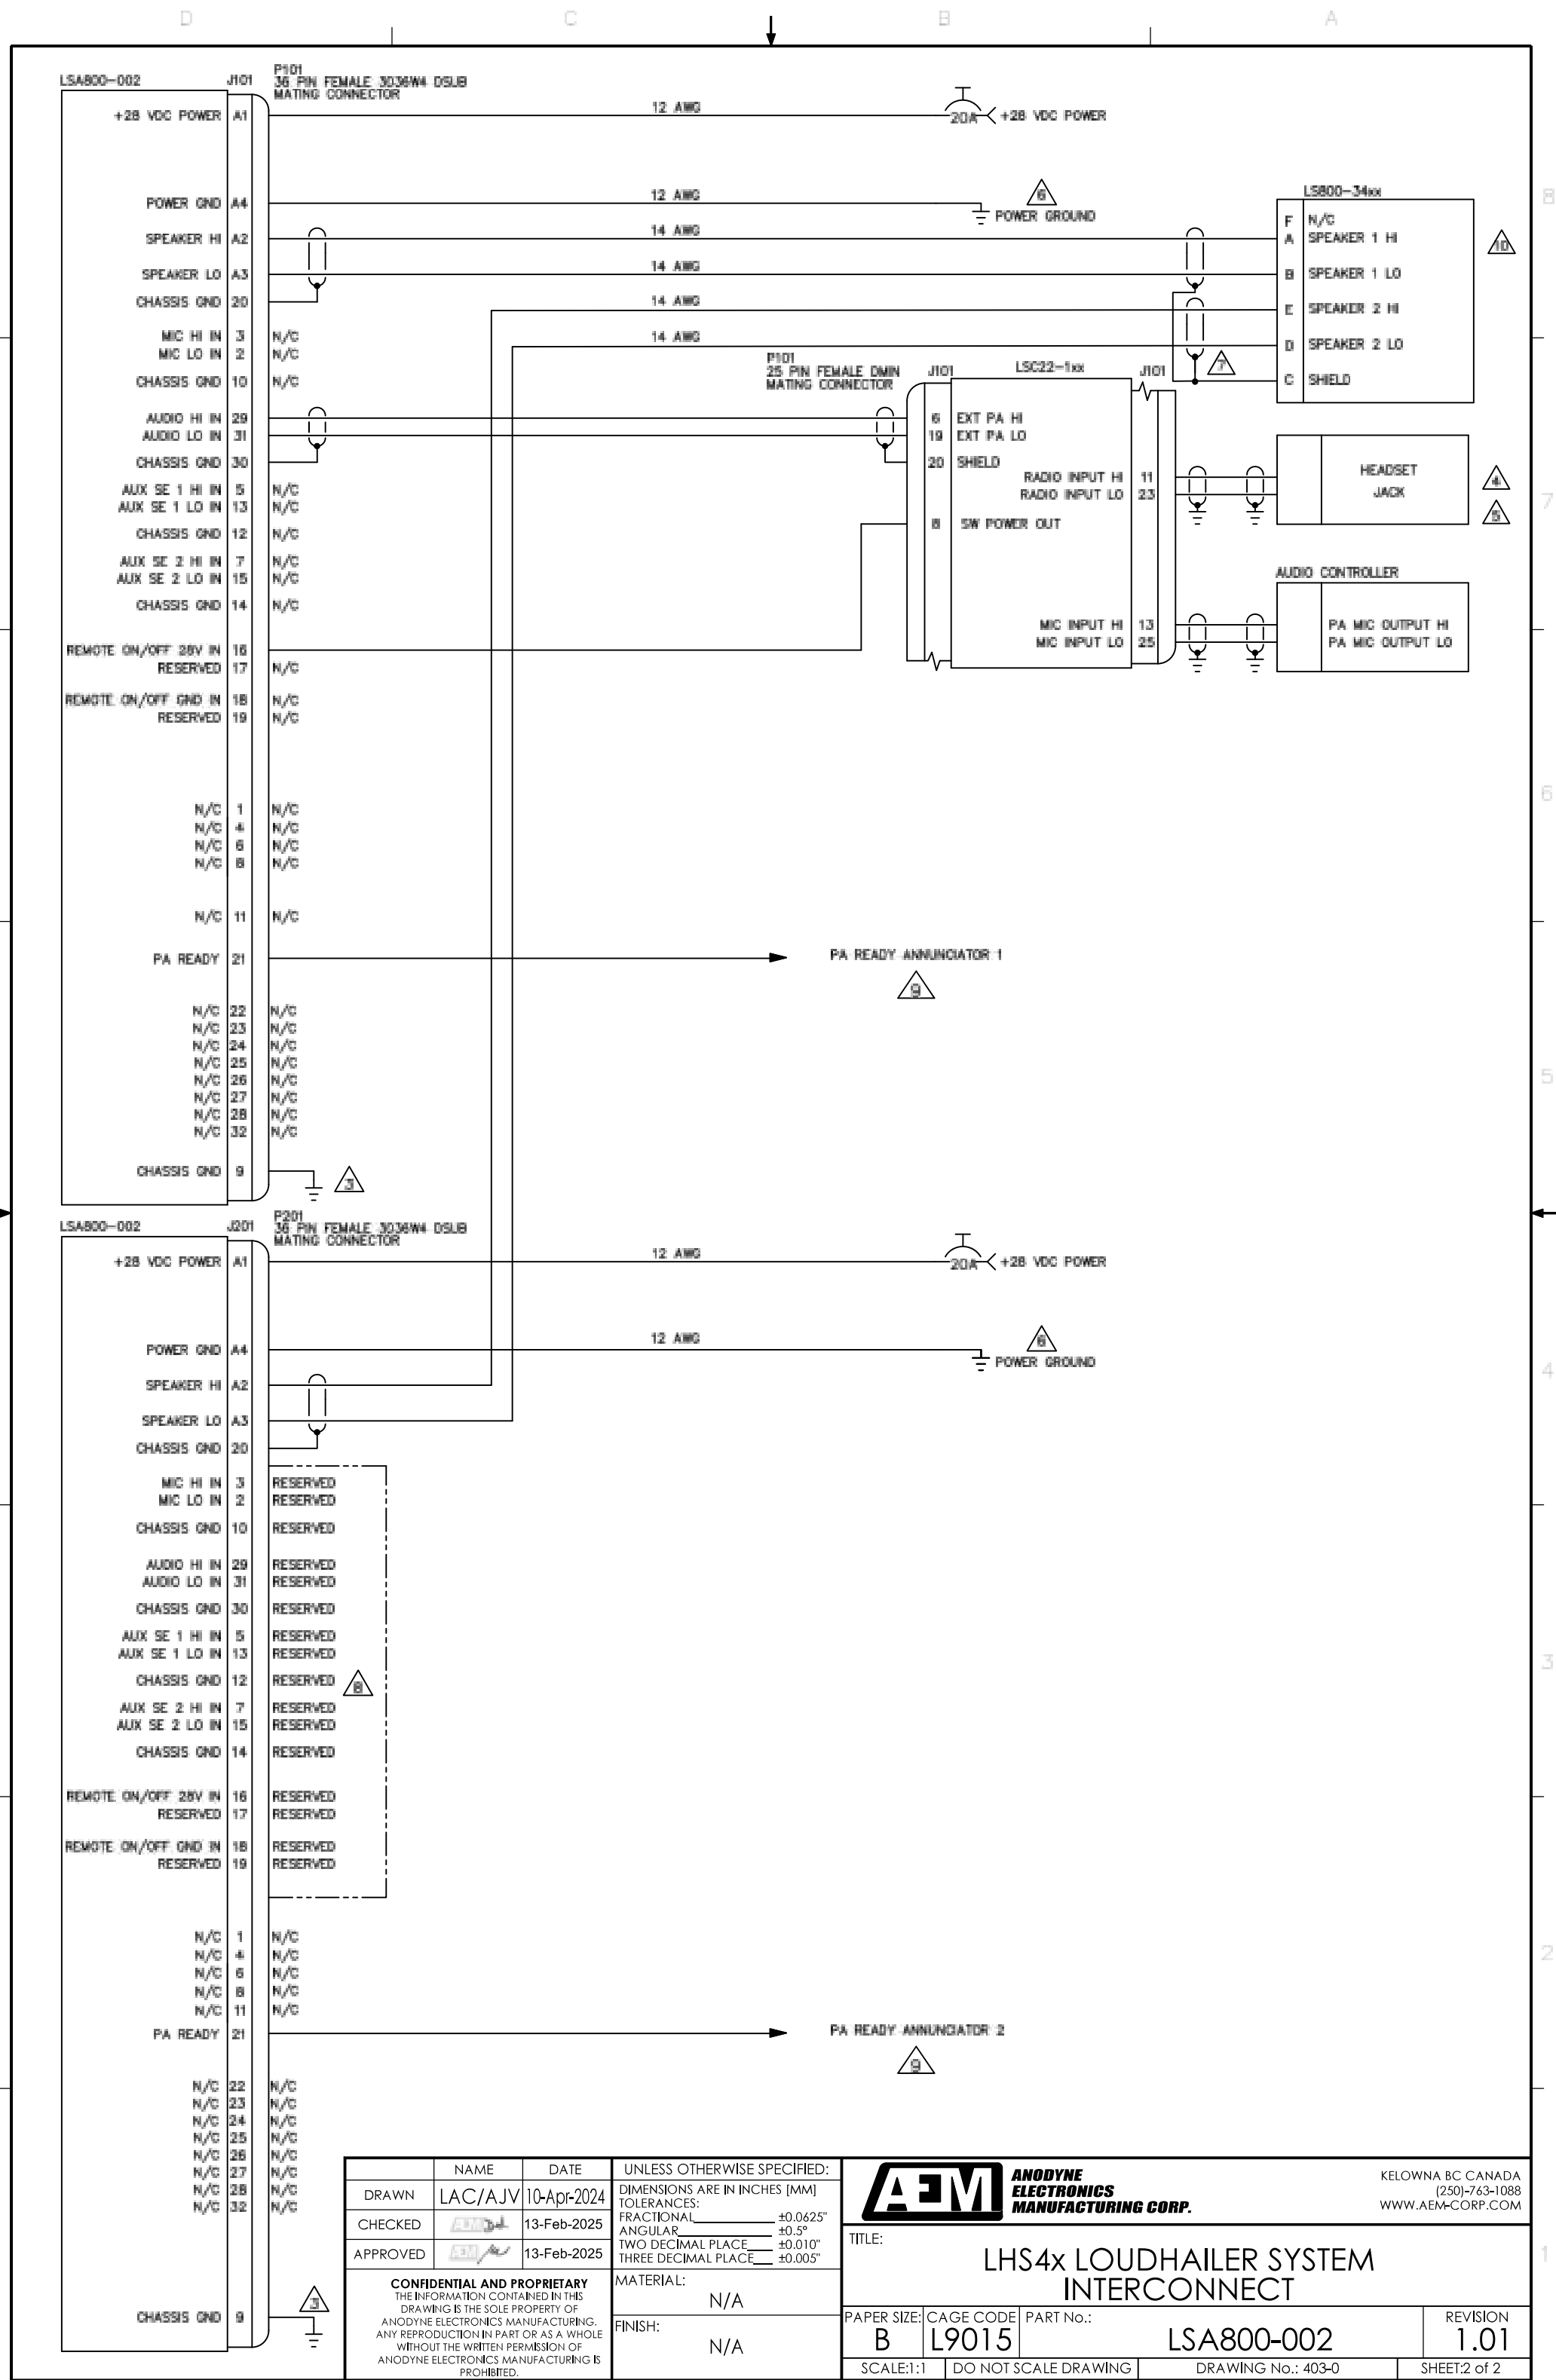 D C B A
LSA800-002 J101
P101
36 PIN FEMALE 3D36W4 DSUB
MATING CONNECTOR
+28 VDC POWER A1
12 AWG
20A +28 VDC POWER
POWER GND A4
12 AWG
6
POWER GROUND
8
SPEAKER HI A2
14 AWG
SPEAKER LO A3
14 AWG
CHASSIS GND 20
14 AWG
14 AWG
LS800-34xx
F N/C
A SPEAKER 1 HI
B SPEAKER 1 LO
E SPEAKER 2 HI
D SPEAKER 2 LO
C SHIELD
10
7
MIC HI IN 3 N/C
MIC LO IN 2 N/C
CHASSIS GND 10 N/C
AUDIO HI IN 29
AUDIO LO IN 31
CHASSIS GND 30
AUX SE 1 HI IN 5 N/C
AUX SE 1 LO IN 13 N/C
CHASSIS GND 12 N/C
AUX SE 2 HI IN 7 N/C
AUX SE 2 LO IN 15 N/C
CHASSIS GND 14 N/C
REMOTE ON/OFF 28V IN 16
RESERVED 17 N/C
REMOTE ON/OFF GND IN 18 N/C
RESERVED 19 N/C
P101
25 PIN FEMALE DMIN
MATING CONNECTOR
J101 LSC22-1xx J101
6 EXT PA HI
19 EXT PA LO
20 SHIELD
RADIO INPUT HI 11
RADIO INPUT LO 23
8 SW POWER OUT
MIC INPUT HI 13
MIC INPUT LO 25
HEADSET
JACK
4
5
7
AUDIO CONTROLLER
PA MIC OUTPUT HI
PA MIC OUTPUT LO
6
N/C 1 N/C
N/C 4 N/C
N/C 6 N/C
N/C 8 N/C
N/C 11 N/C
PA READY 21
PA READY ANNUNCIATOR 1
9
N/C 22 N/C
N/C 23 N/C
N/C 24 N/C
N/C 25 N/C
N/C 26 N/C
N/C 27 N/C
N/C 28 N/C
N/C 32 N/C
5
CHASSIS GND 9
3
LSA800-002 J201
P201
36 PIN FEMALE 3D36W4 DSUB
MATING CONNECTOR
+28 VDC POWER A1
12 AWG
20A +28 VDC POWER
POWER GND A4
12 AWG
6
POWER GROUND
4
SPEAKER HI A2
SPEAKER LO A3
CHASSIS GND 20
MIC HI IN 3 RESERVED
MIC LO IN 2 RESERVED
CHASSIS GND 10 RESERVED
AUDIO HI IN 29 RESERVED
AUDIO LO IN 31 RESERVED
CHASSIS GND 30 RESERVED
AUX SE 1 HI IN 5 RESERVED
AUX SE 1 LO IN 13 RESERVED
CHASSIS GND 12 RESERVED
8
3
AUX SE 2 HI IN 7 RESERVED
AUX SE 2 LO IN 15 RESERVED
CHASSIS GND 14 RESERVED
REMOTE ON/OFF 28V IN 16 RESERVED
RESERVED 17 RESERVED
REMOTE ON/OFF GND IN 18 RESERVED
RESERVED 19 RESERVED
N/C 1 N/C
N/C 4 N/C
N/C 6 N/C
N/C 8 N/C
N/C 11 N/C
2
PA READY 21
PA READY ANNUNCIATOR 2
9
N/C 22 N/C
N/C 23 N/C
N/C 24 N/C
N/C 25 N/C
N/C 26 N/C
N/C 27 N/C
N/C 28 N/C
N/C 32 N/C
CHASSIS GND 9
3
NAME DATE
DRAWN LAC/AJV 10-Apr-2024
CHECKED AEM 13-Feb-2025
APPROVED AEM 13-Feb-2025
CONFIDENTIAL AND PROPRIETARY
THE INFORMATION CONTAINED IN THIS
DRAWING IS THE SOLE PROPERTY OF
ANODYNE ELECTRONICS MANUFACTURING.
ANY REPRODUCTION IN PART OR AS A WHOLE
WITHOUT THE WRITTEN PERMISSION OF
ANODYNE ELECTRONICS MANUFACTURING IS
PROHIBITED.
UNLESS OTHERWISE SPECIFIED:
DIMENSIONS ARE IN INCHES [MM]
TOLERANCES:
FRACTIONAL ±0.0625"
ANGULAR ±0.5°
TWO DECIMAL PLACE ±0.010"
THREE DECIMAL PLACE ±0.005"
MATERIAL:
N/A
FINISH:
N/A
AEM
ANODYNE
ELECTRONICS
MANUFACTURING CORP.
KELOWNA BC CANADA
(250)-763-1088
WWW.AEM-CORP.COM
TITLE:
LHS4x LOUDHAILER SYSTEM
INTERCONNECT
1
PAPER SIZE: B
CAGE CODE L9015
PART No.: LSA800-002
REVISION 1.01
SCALE:1:1 DO NOT SCALE DRAWING DRAWING No.: 403-0 SHEET:2 of 2